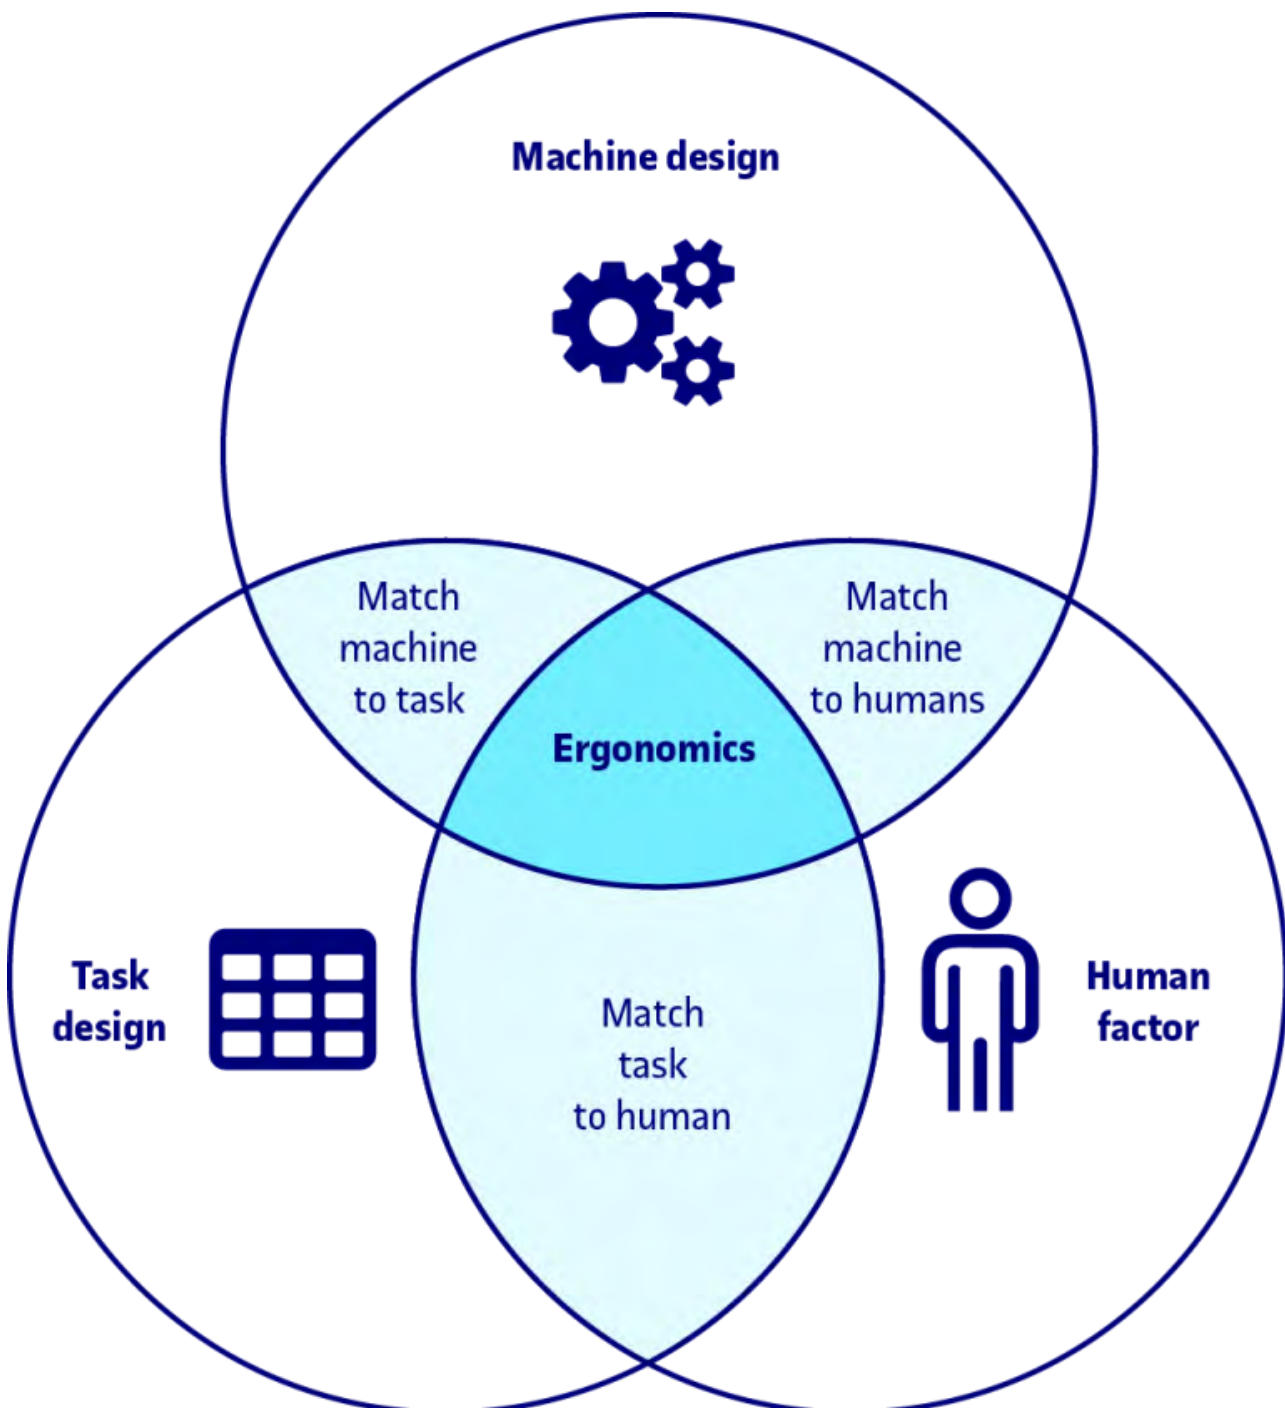 Machine design
Match
machine
to task
Match
machine
to humans
Ergonomics
Task
design
Match
task
to human
Human
factor